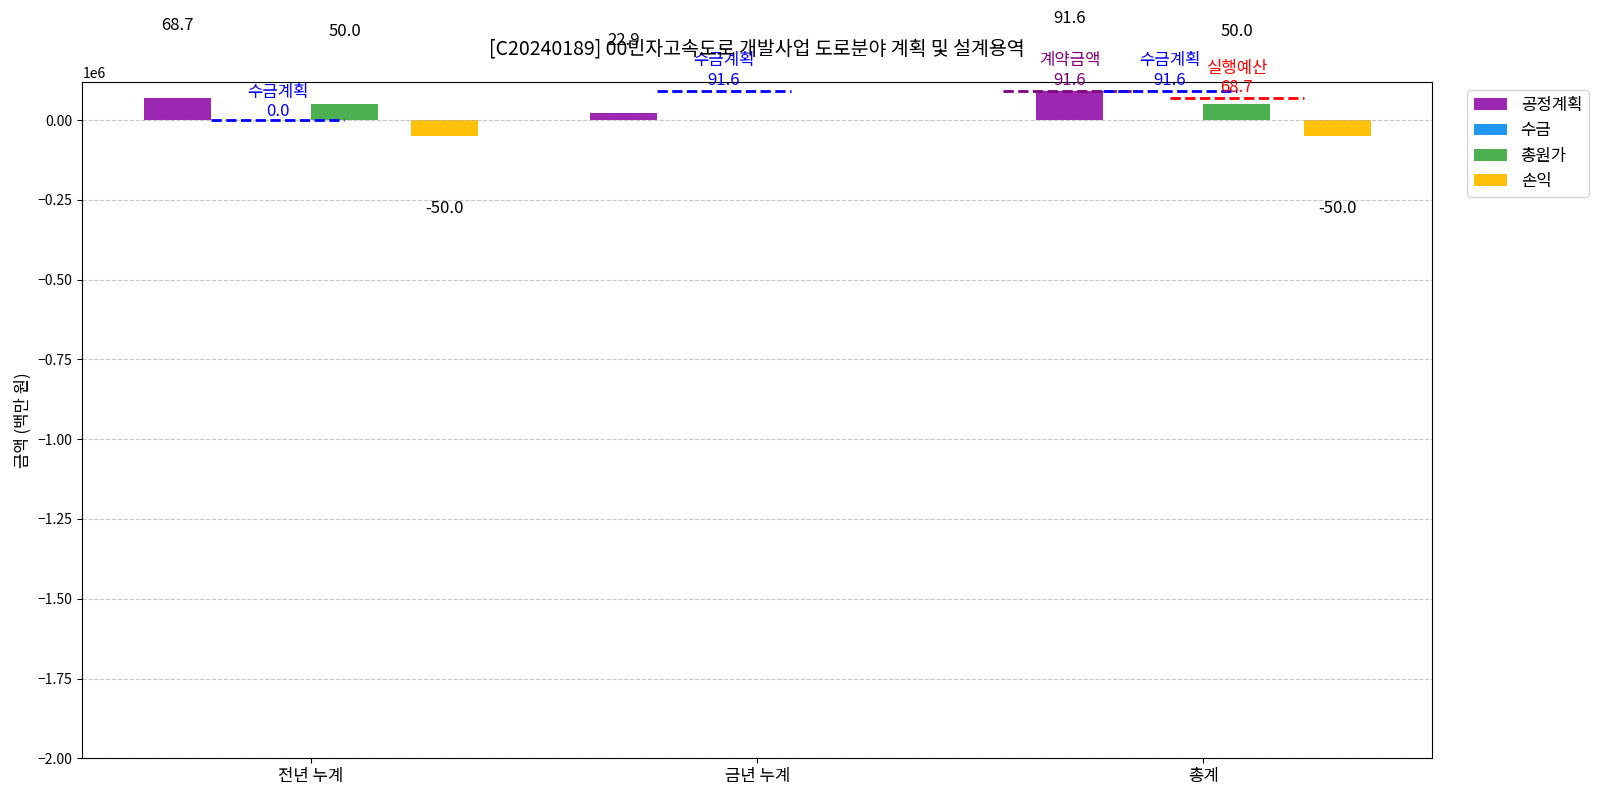 68.7
50.0
22.9
91.6
50.0
[C20240189] 00민자고속도로 개발사업 도로분야 계획 및 설계용역
수금계획
91.6
계약금액
91.6
수금계획
91.6
실행예산
68.7
수금계획
0.0
-50.0
-50.0
1e6
0.00
−0.25
−0.50
−0.75
−1.00
−1.25
−1.50
−1.75
−2.00
금액 (백만 원)
전년 누계
금년 누계
총계
공정계획
수금
총원가
손익